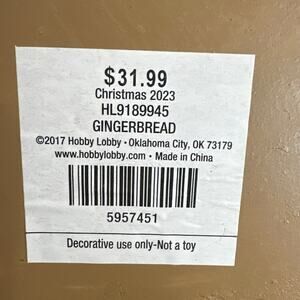 $31.99
Christmas 2023
HL9189945
GINGERBREAD
©2017 Hobby Lobby • Oklahoma City, OK 73179
www.hobbylobby.com • Made in China
5957451
Decorative use only-Not a toy